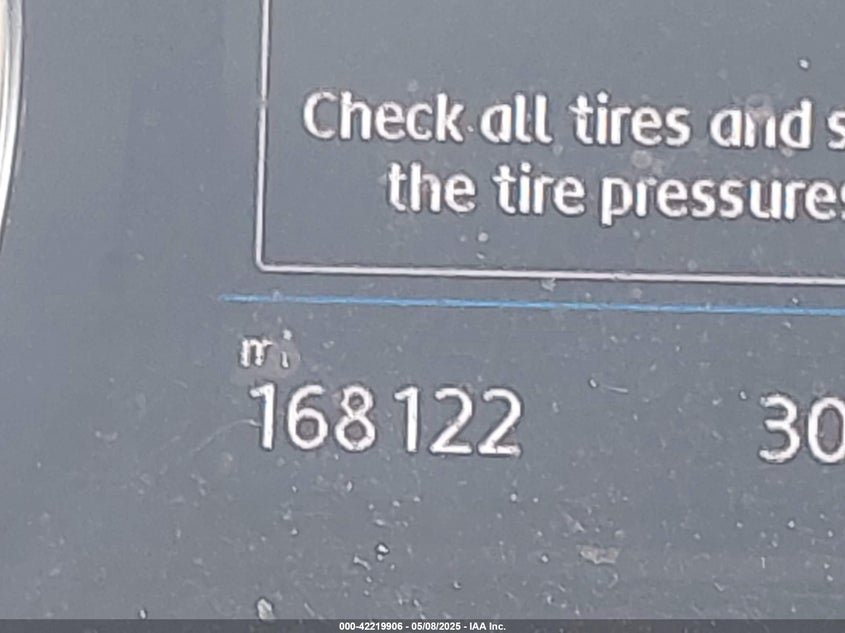 Check all tires and s
the tire pressures
mi
168122 30
000-42219906 - 05/08/2025 - IAA Inc.